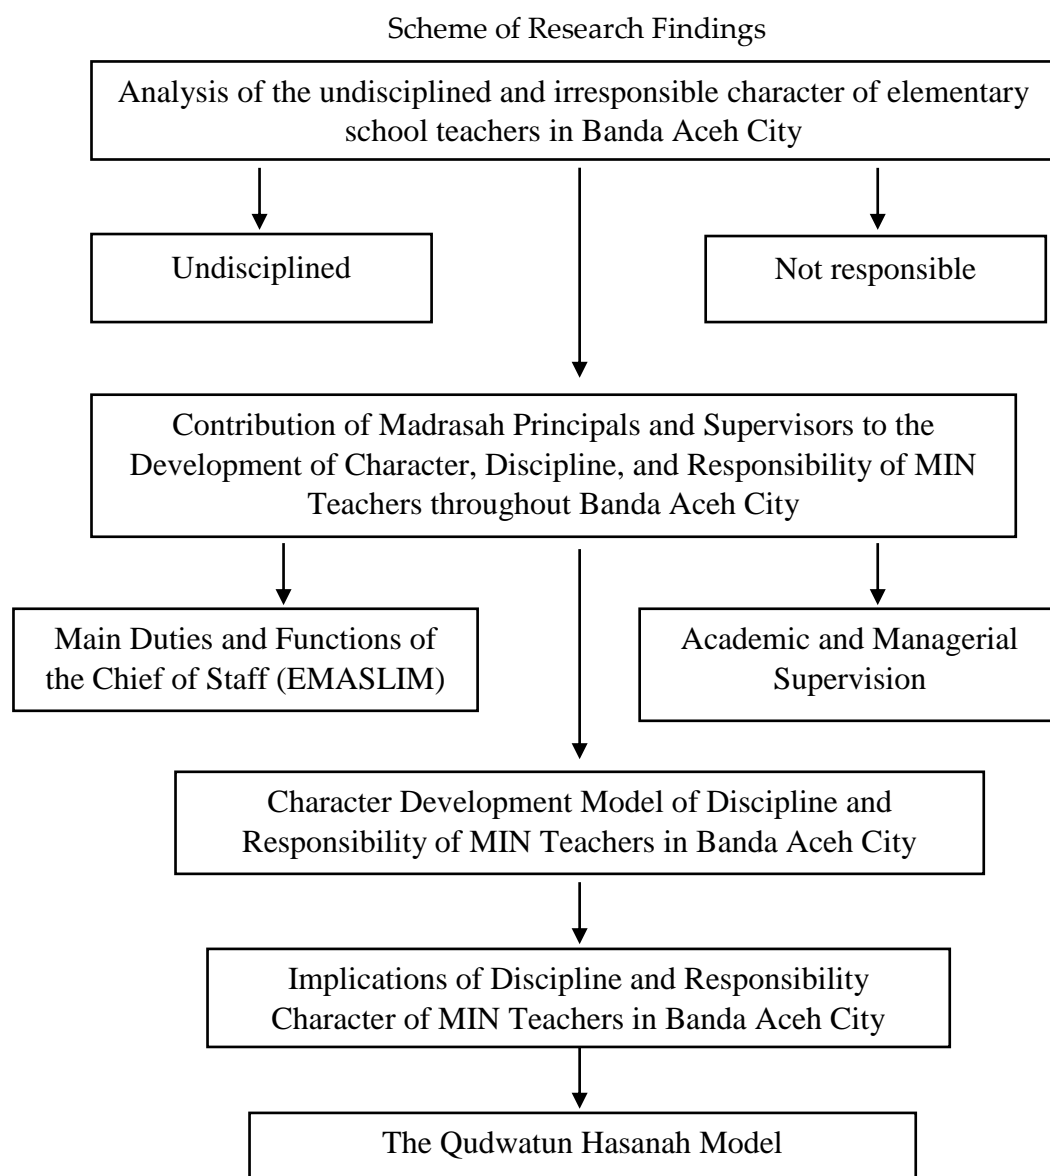 Scheme of Research Findings
Analysis of the undisciplined and irresponsible character of elementary
school teachers in Banda Aceh City
Undisciplined
Not responsible
Contribution of Madrasah Principals and Supervisors to the
Development of Character, Discipline, and Responsibility of MIN
Teachers throughout Banda Aceh City
Main Duties and Functions of
the Chief of Staff (EMASLIM)
Academic and Managerial
Supervision
Character Development Model of Discipline and
Responsibility of MIN Teachers in Banda Aceh City
Implications of Discipline and Responsibility
Character of MIN Teachers in Banda Aceh City
The Qudwatun Hasanah Model